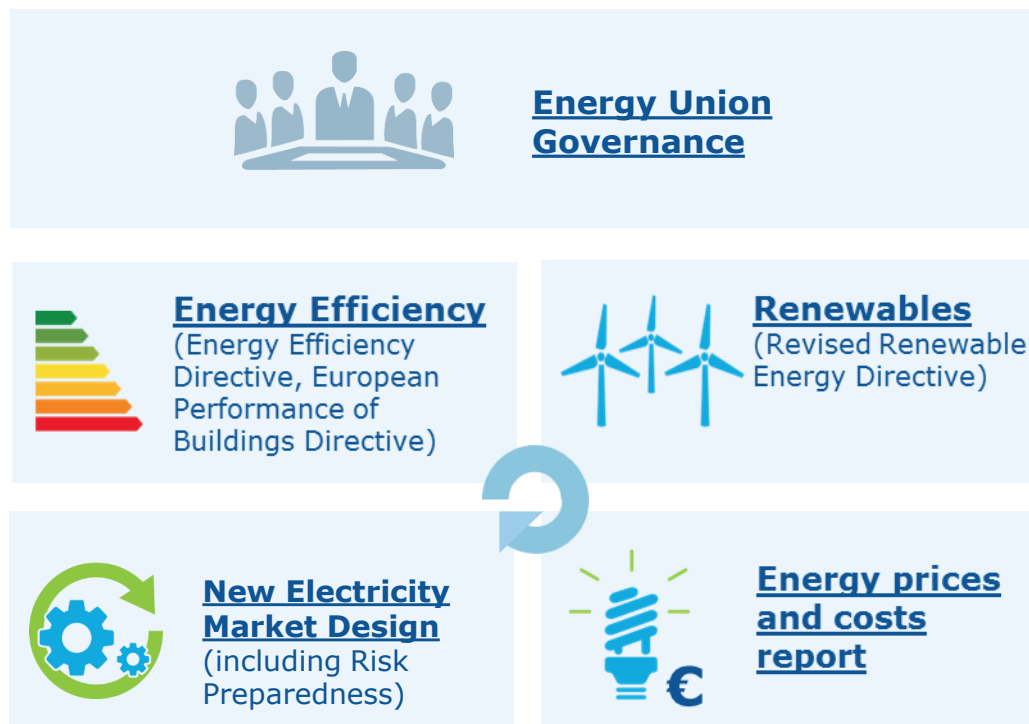 Energy Union
Governance
Energy Efficiency
(Energy Efficiency
Directive, European
Performance of
Buildings Directive)
Renewables
(Revised Renewable
Energy Directive)
New Electricity
Market Design
(including Risk
Preparedness)
Energy prices
and costs
report
€